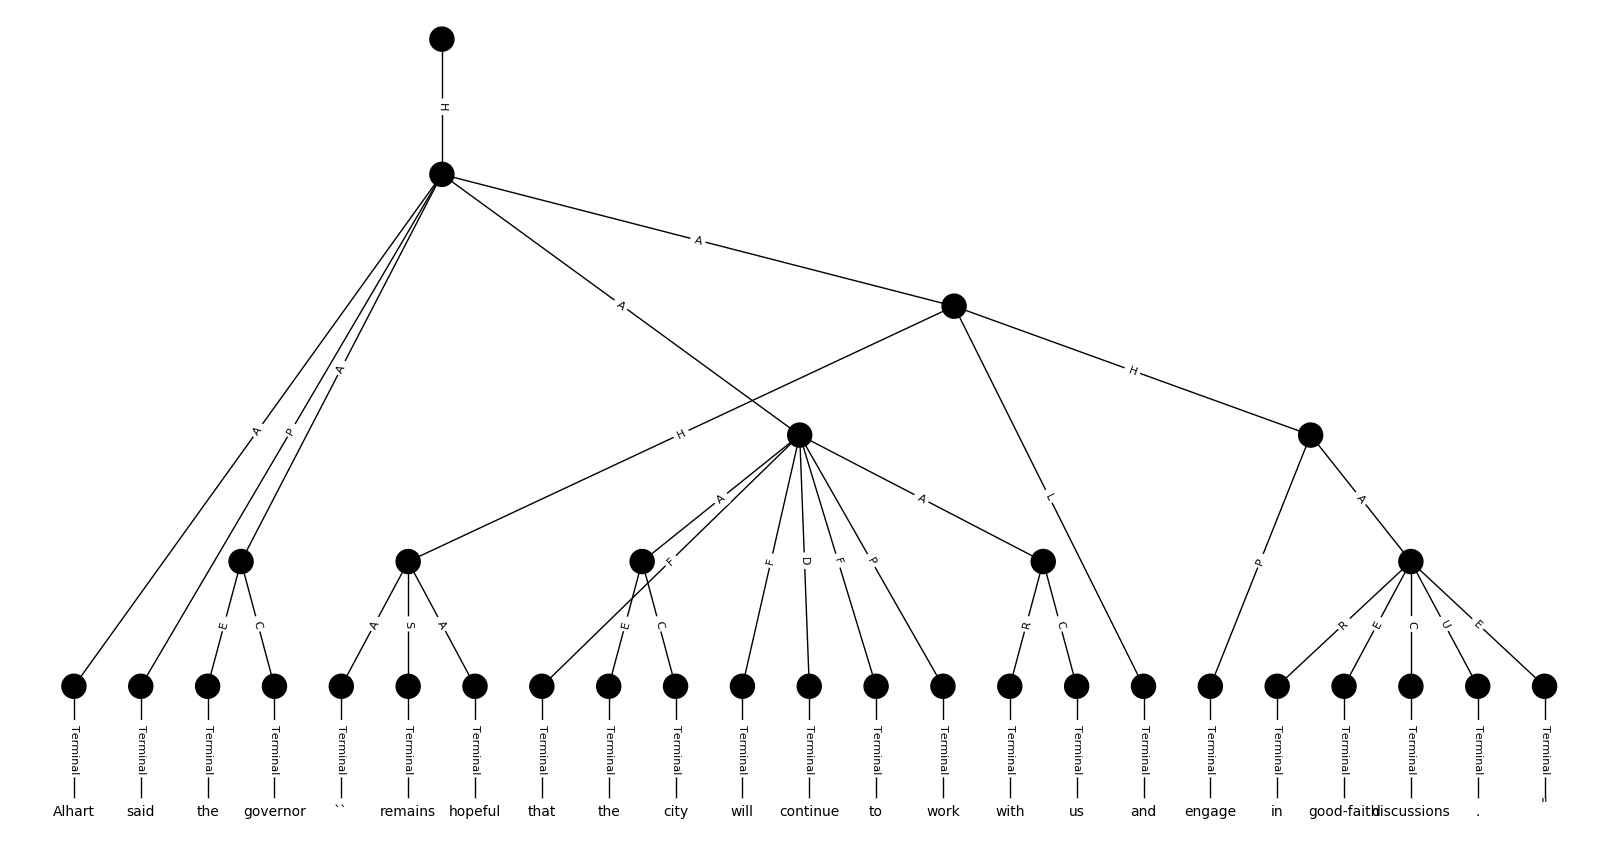 H
A
A
A
H
A
P
H
A
A
L
A
F
F
D
F
P
P
E
C
A
S
A
E
C
R
C
R
E
C
U
E
Terminal Terminal Terminal Terminal Terminal Terminal Terminal Terminal Terminal Terminal Terminal Terminal Terminal Terminal Terminal Terminal Terminal Terminal Terminal Terminal Terminal Terminal Terminal
Alhart said the governor `` remains hopeful that the city will continue to work with us and engage in good-faith discussions . "